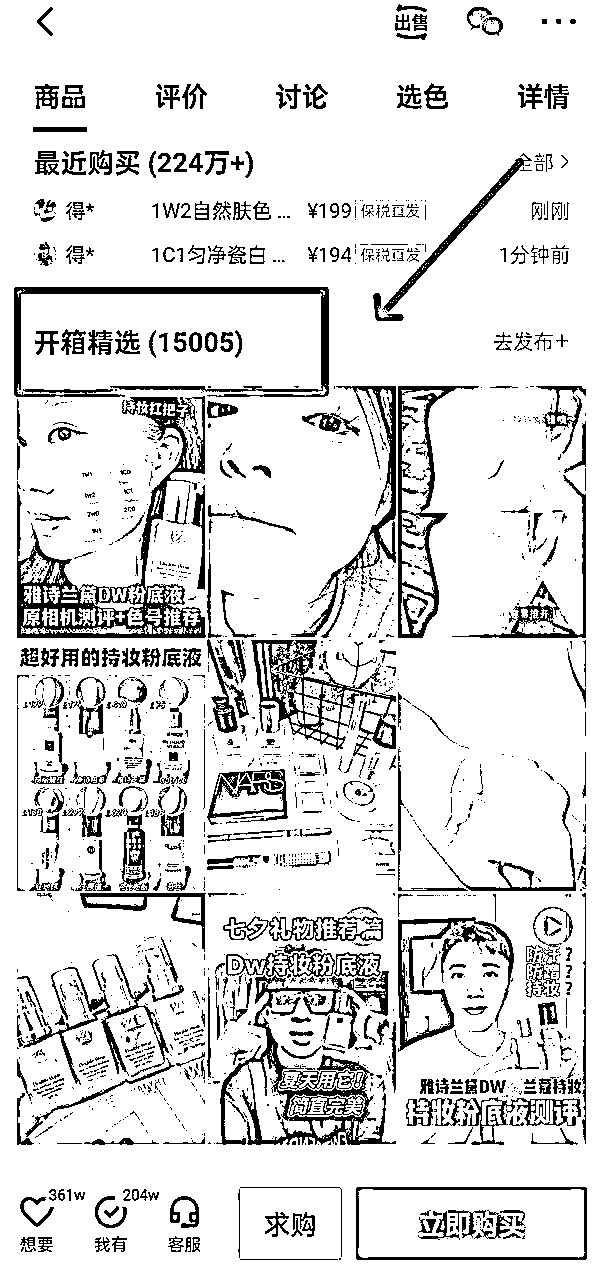 出售
商品 评价 讨论 选色 详情
最近购买 (224万+) 全部 >
得* 1W2自然肤色 ... ¥199 保税直发 刚刚
得* 1C1匀净瓷白 ... ¥194 保税直发 1分钟前
开箱精选 (15005) 去发布+
持妆扛把子
雅诗兰黛DW粉底液
原相机测评+色号推荐
超好用的持妆粉底液
NARS
七夕礼物推荐篇
DW持妆粉底液
夏天用它!
简直完美
持妆?
雅诗兰黛DW 兰蔻持妆
持妆粉底液测评
361w 204w
想要 我有 客服 求购 立即购买